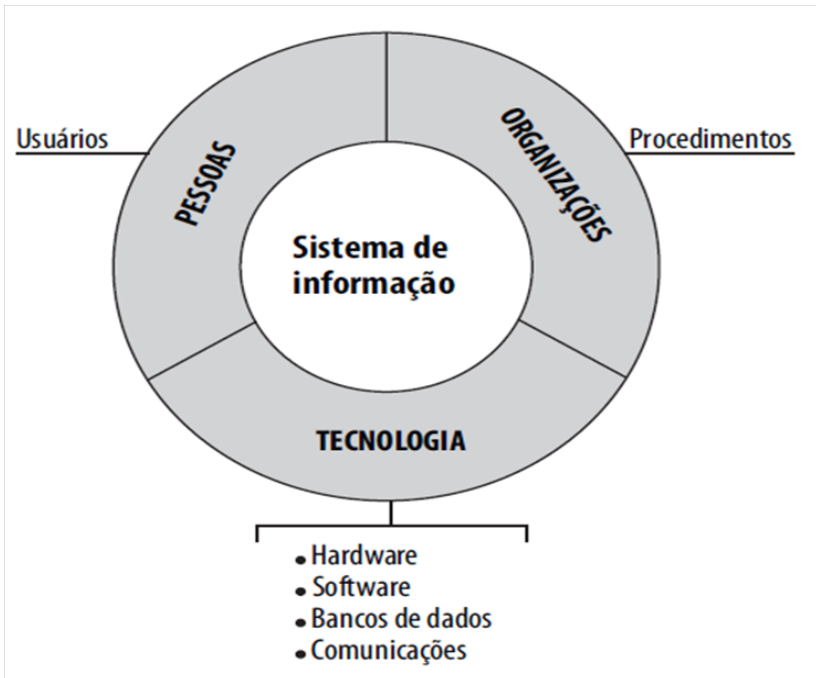 Usuários
PESSOAS
ORGANIZAÇÕES
Procedimentos
Sistema de
informação
TECNOLOGIA
• Hardware
• Software
• Bancos de dados
• Comunicações